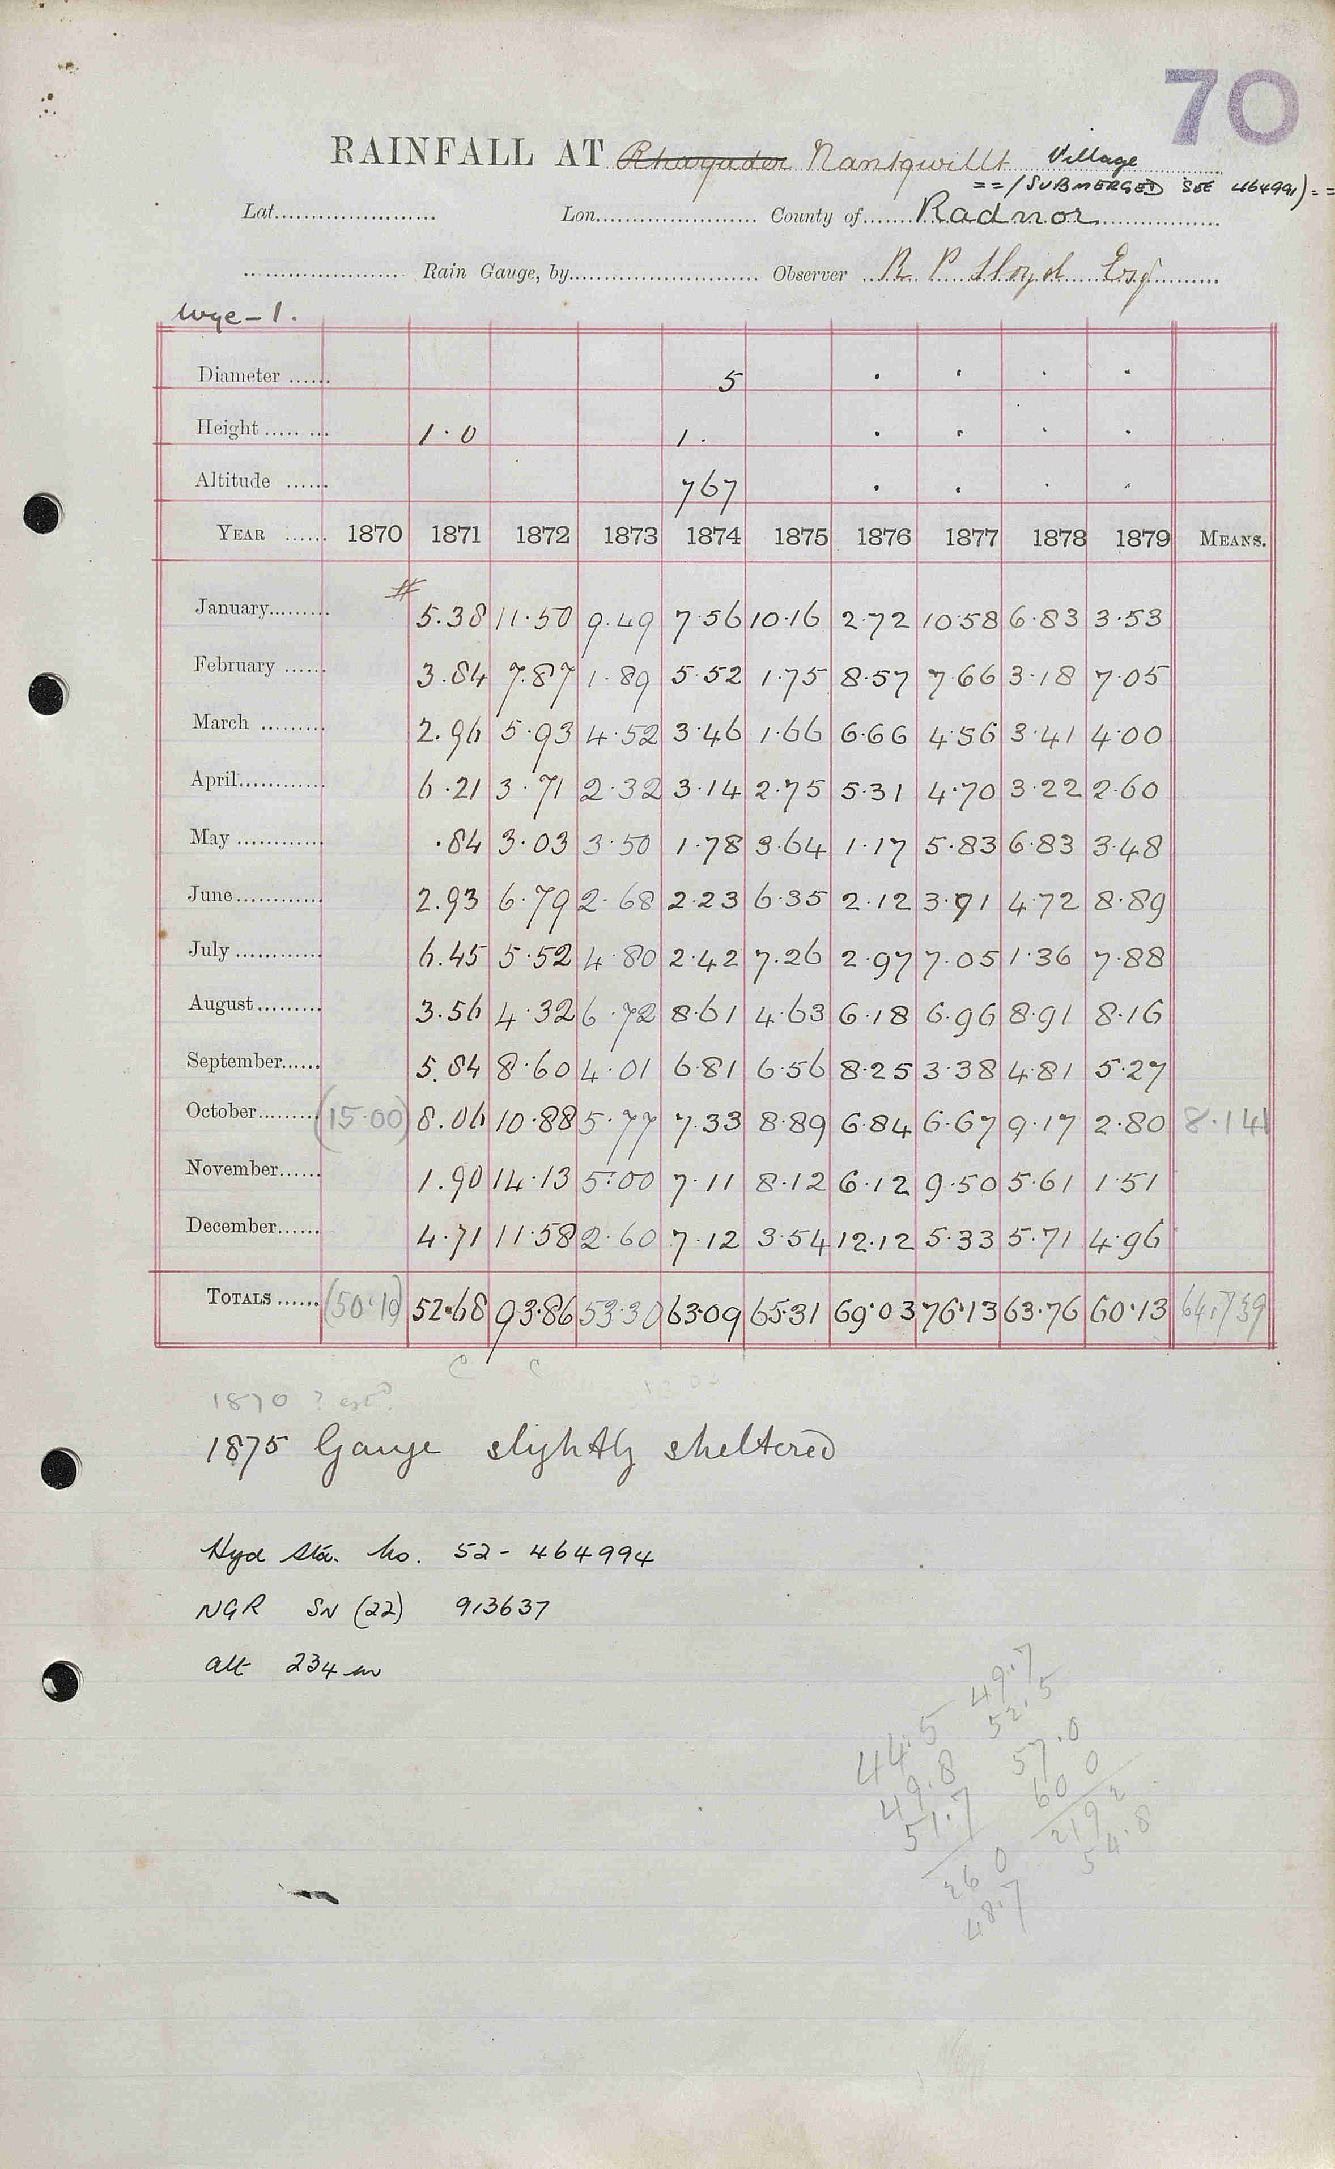 70
RAINFALL AT Rhayader Nantgwillt Village
== (SUBMERGED SEE 464991) ==
Lat. Lon. County of Radnor
Rain Gauge, by Observer R P Lloyd Esq
Wye - 1.
Diameter 5 · · · ·
Height 1·0 1. · · · ·
Altitude 767 · · · ·
YEAR 1870 1871 1872 1873 1874 1875 1876 1877 1878 1879 MEANS.
January # 5.38 11·50 9·49 7·56 10·16 2·72 10·58 6·83 3·53
February 3.84 7·87 1·89 5·52 1·75 8·57 7·66 3·18 7·05
March 2.96 5·93 4·52 3·46 1·66 6·66 4·56 3·41 4·00
April 6·21 3·71 2·32 3·14 2·75 5·31 4·70 3·22 2·60
May ·84 3·03 3·50 1·78 3·64 1·17 5·83 6·83 3·48
June 2.93 6·79 2·68 2·23 6·35 2·12 3·91 4·72 8·89
July 6.45 5·52 4·80 2·42 7·26 2·97 7·05 1·36 7·88
August 3.56 4·32 6·72 8·61 4·63 6·18 6·96 8·91 8·16
September 5.84 8·60 4·01 6·81 6·56 8·25 3·38 4·81 5·27
October (15·00) 8.06 10·88 5·77 7·33 8·89 6·84 6·67 9·17 2·80 8·141
November 1.90 14·13 5·00 7·11 8·12 6·12 9·50 5·61 1·51
December 4.71 11·58 2·60 7·12 3·54 12·12 5·33 5·71 4·96
TOTALS (50·10) 52·68 93·86 53·30 63·09 65·31 69·03 76·13 63·76 60·13 64·739
c c
1870 ? estd.
1875 Gauge slightly sheltered
Hyd Sta. No. 52 - 464994
NGR SN (22) 913637
alt 234 m
49.7
52.5
57.0
60 0
219 2
54.8
44.5
49.8
51.7
26 0
48.7